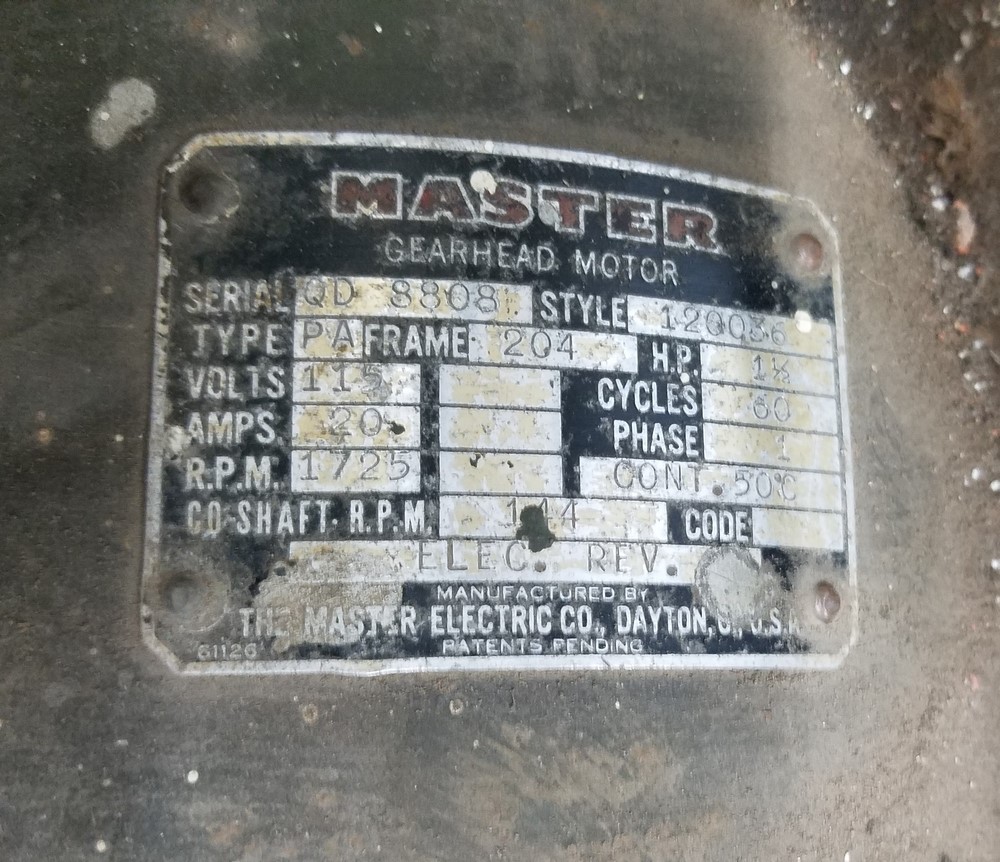 MASTER
GEARHEAD MOTOR
SERIAL QD 8808 STYLE 120036
TYPE PA FRAME 204 H.P. 1½
VOLTS 115 CYCLES 60
AMPS. 20 PHASE 1
R.P.M. 1725 CONT. 50°C
CO-SHAFT. R.P.M. 144 CODE
ELEC. REV.
MANUFACTURED BY
THE MASTER ELECTRIC CO., DAYTON, O., U.S.A.
61126 PATENTS PENDING